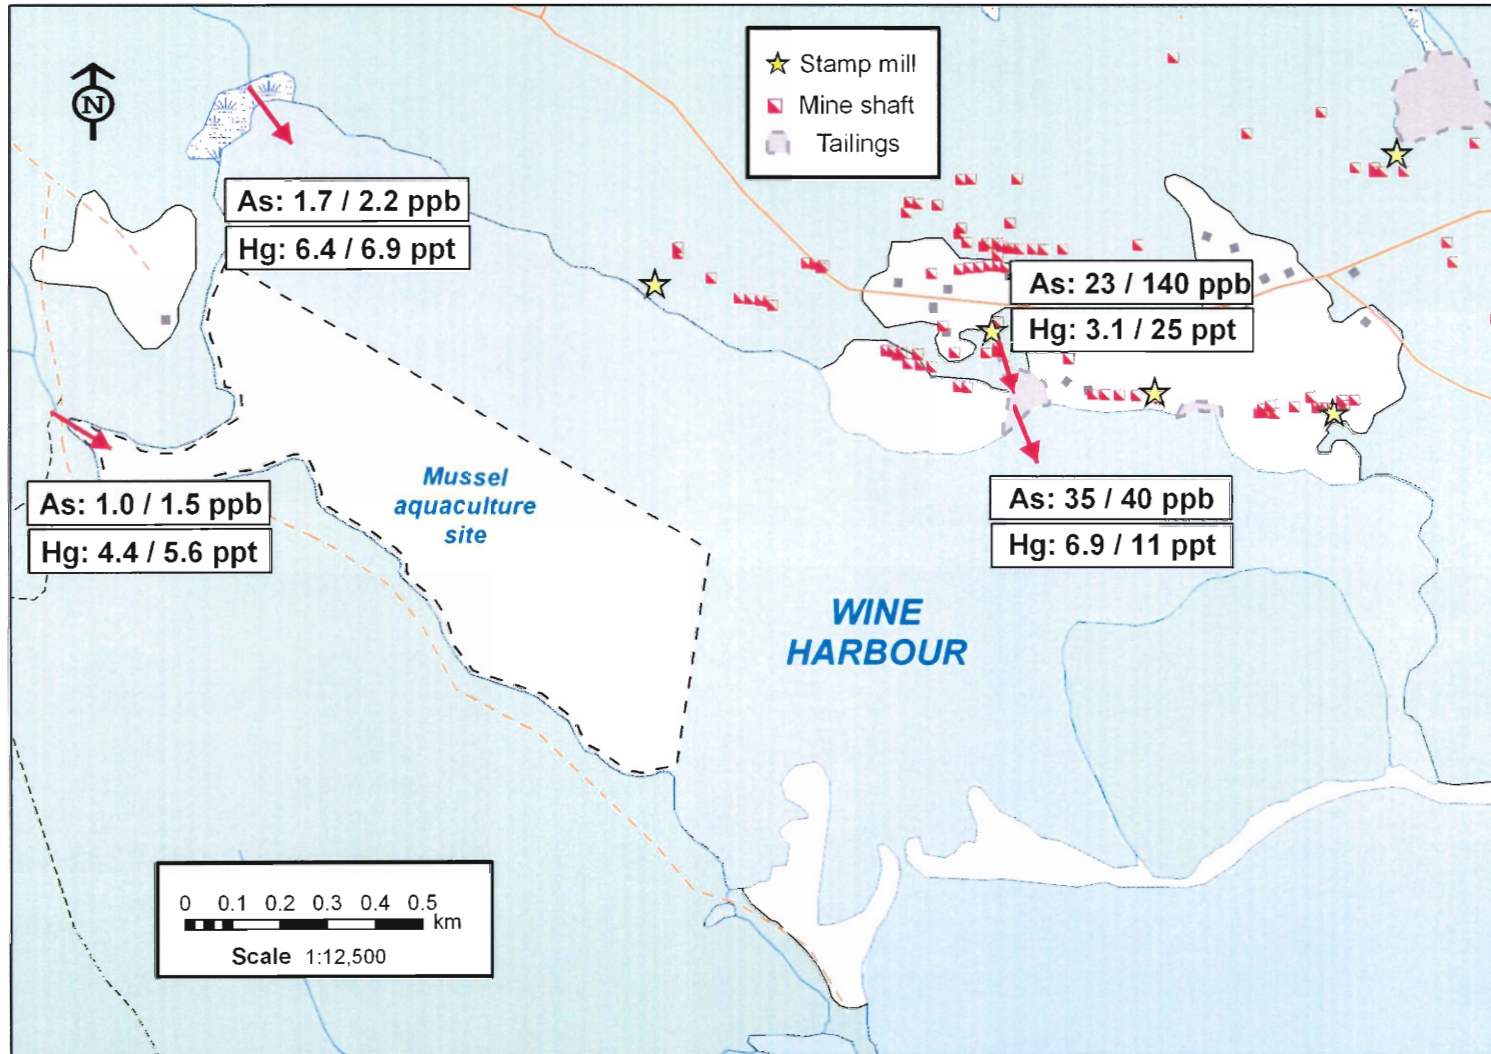 N
Stamp mill
Mine shaft
Tailings
As: 1.7 / 2.2 ppb
Hg: 6.4 / 6.9 ppt
As: 23 / 140 ppb
Hg: 3.1 / 25 ppt
As: 1.0 / 1.5 ppb
Hg: 4.4 / 5.6 ppt
Mussel
aquaculture
site
As: 35 / 40 ppb
Hg: 6.9 / 11 ppt
WINE
HARBOUR
0 0.1 0.2 0.3 0.4 0.5
km
Scale 1:12,500